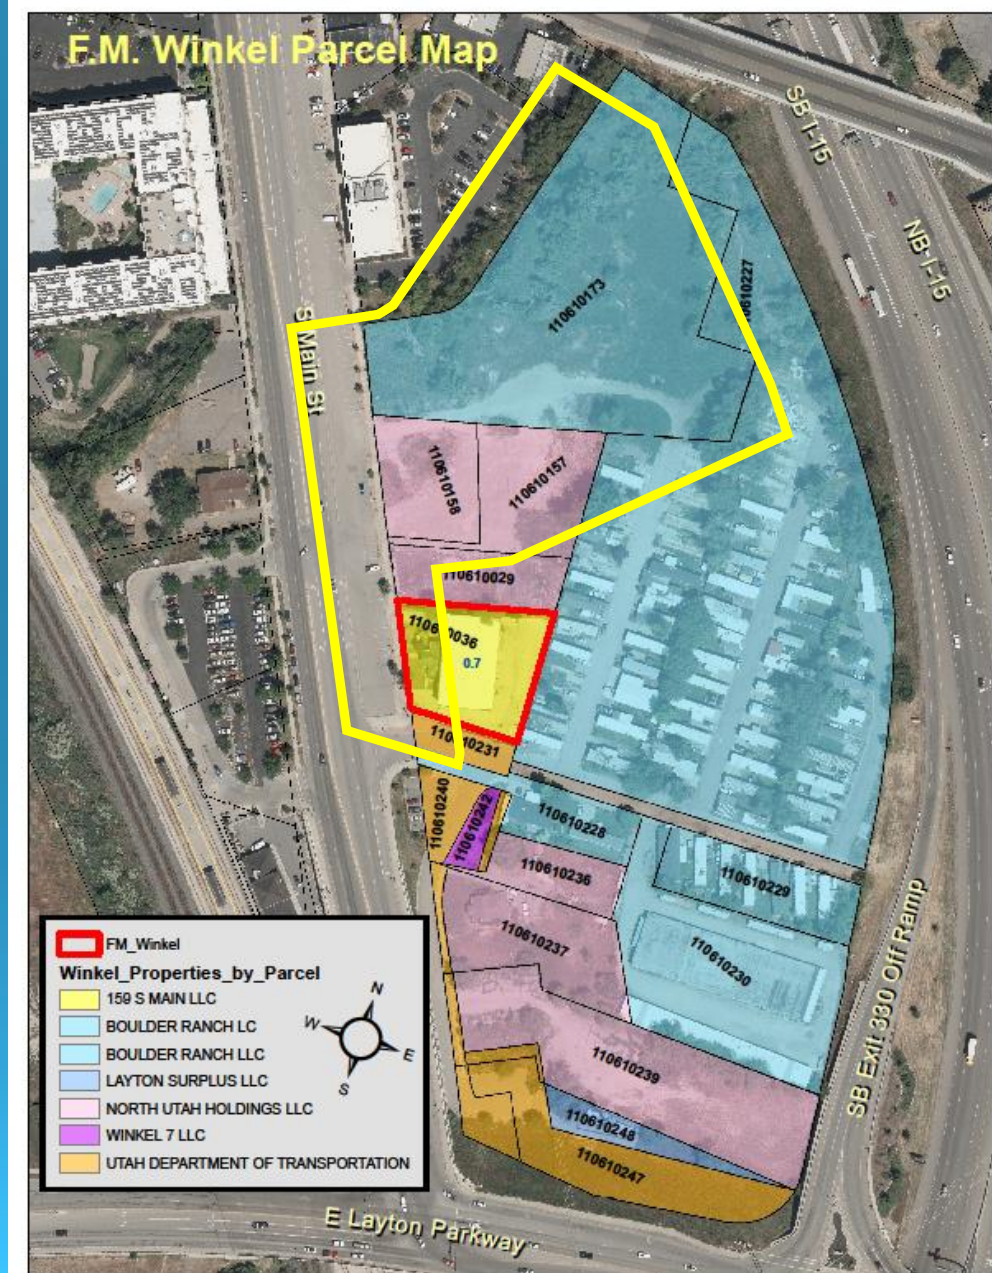 F.M. Winkel Parcel Map
SB I-15
NB-I-15
S Main St
110610173
110610227
110610158
110610157
110610029
0.7
110610231
110610240
110610242
110610228
110610236
110610229
110610237
110610230
110610239
110610248
110610247
SB Exit 330 Off Ramp
E Layton Parkway
FM_Winkel
Winkel_Properties_by_Parcel
159 S MAIN LLC
BOULDER RANCH LC
BOULDER RANCH LLC
LAYTON SURPLUS LLC
NORTH UTAH HOLDINGS LLC
WINKEL 7 LLC
UTAH DEPARTMENT OF TRANSPORTATION
N
W
E
S